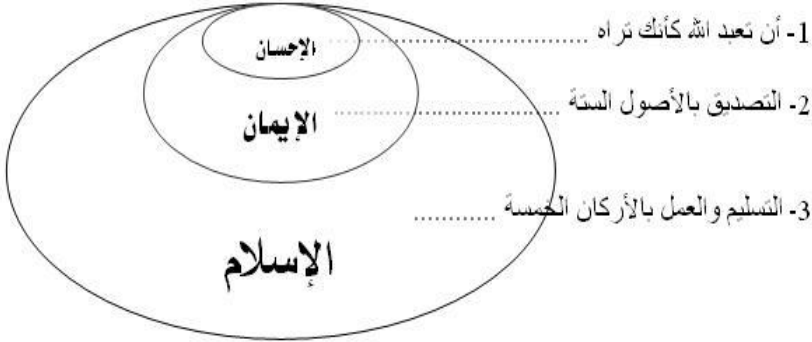 1- أن تعبد الله كأنك تراه ..............................
الإحسان
2- التصديق بالأصول الستة ..............................
الإيمان
3- التسليم والعمل بالأركان الخمسة ...........
الإسلام